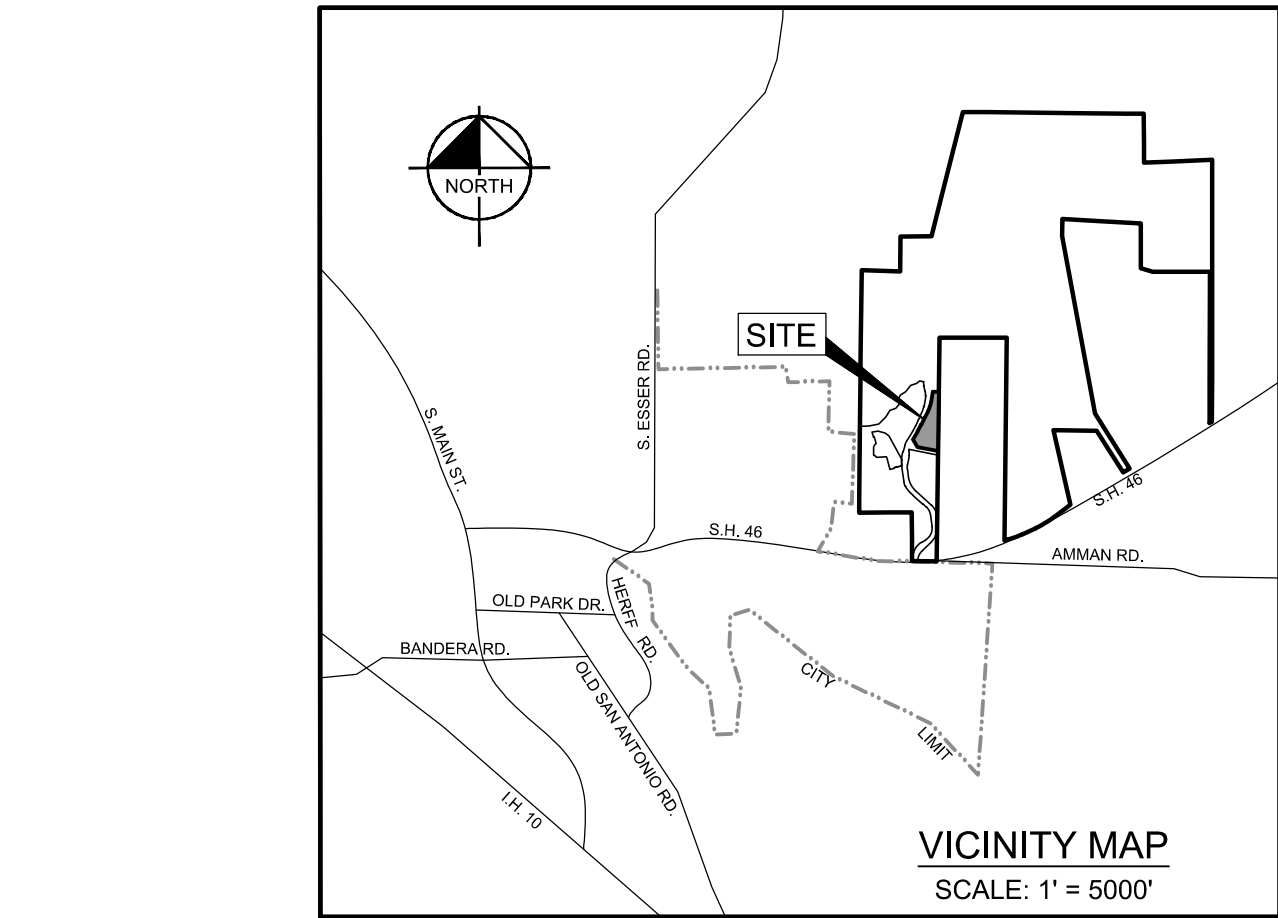 NORTH
SITE
S. ESSER RD.
S. MAIN ST.
S.H. 46
S.H. 46
AMMAN RD.
OLD PARK DR.
HERFF RD.
BANDERA RD.
OLD SAN ANTONIO RD.
CITY
LIMIT
I.H. 10
VICINITY MAP
SCALE: 1' = 5000'